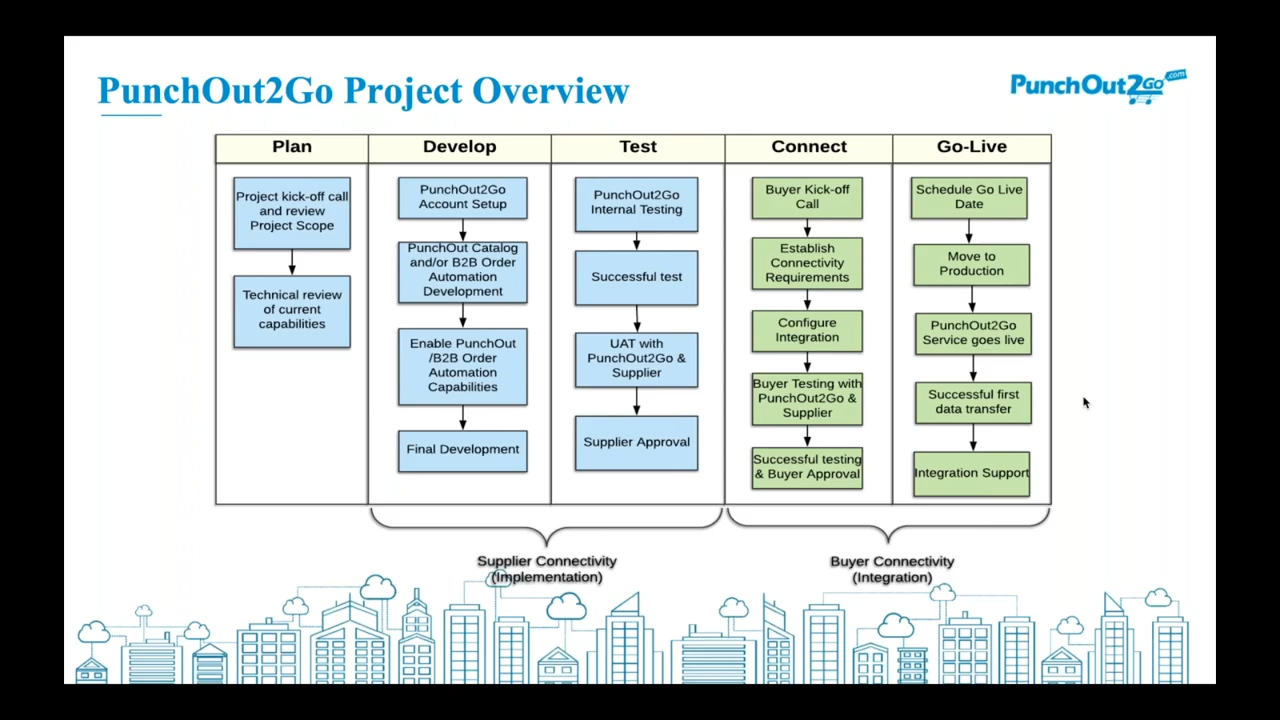 PunchOut2Go Project Overview
PunchOut2Go.com
Plan
Develop
Test
Connect
Go-Live
Project kick-off call
and review
Project Scope
Technical review
of current
capabilities
PunchOut2Go
Account Setup
PunchOut Catalog
and/or B2B Order
Automation
Development
Enable PunchOut
/B2B Order
Automation
Capabilities
Final Development
PunchOut2Go
Internal Testing
Successful test
UAT with
PunchOut2Go &
Supplier
Supplier Approval
Buyer Kick-off
Call
Establish
Connectivity
Requirements
Configure
Integration
Buyer Testing with
PunchOut2Go &
Supplier
Successful testing
& Buyer Approval
Schedule Go Live
Date
Move to
Production
PunchOut2Go
Service goes live
Successful first
data transfer
Integration Support
Supplier Connectivity
(Implementation)
Buyer Connectivity
(Integration)